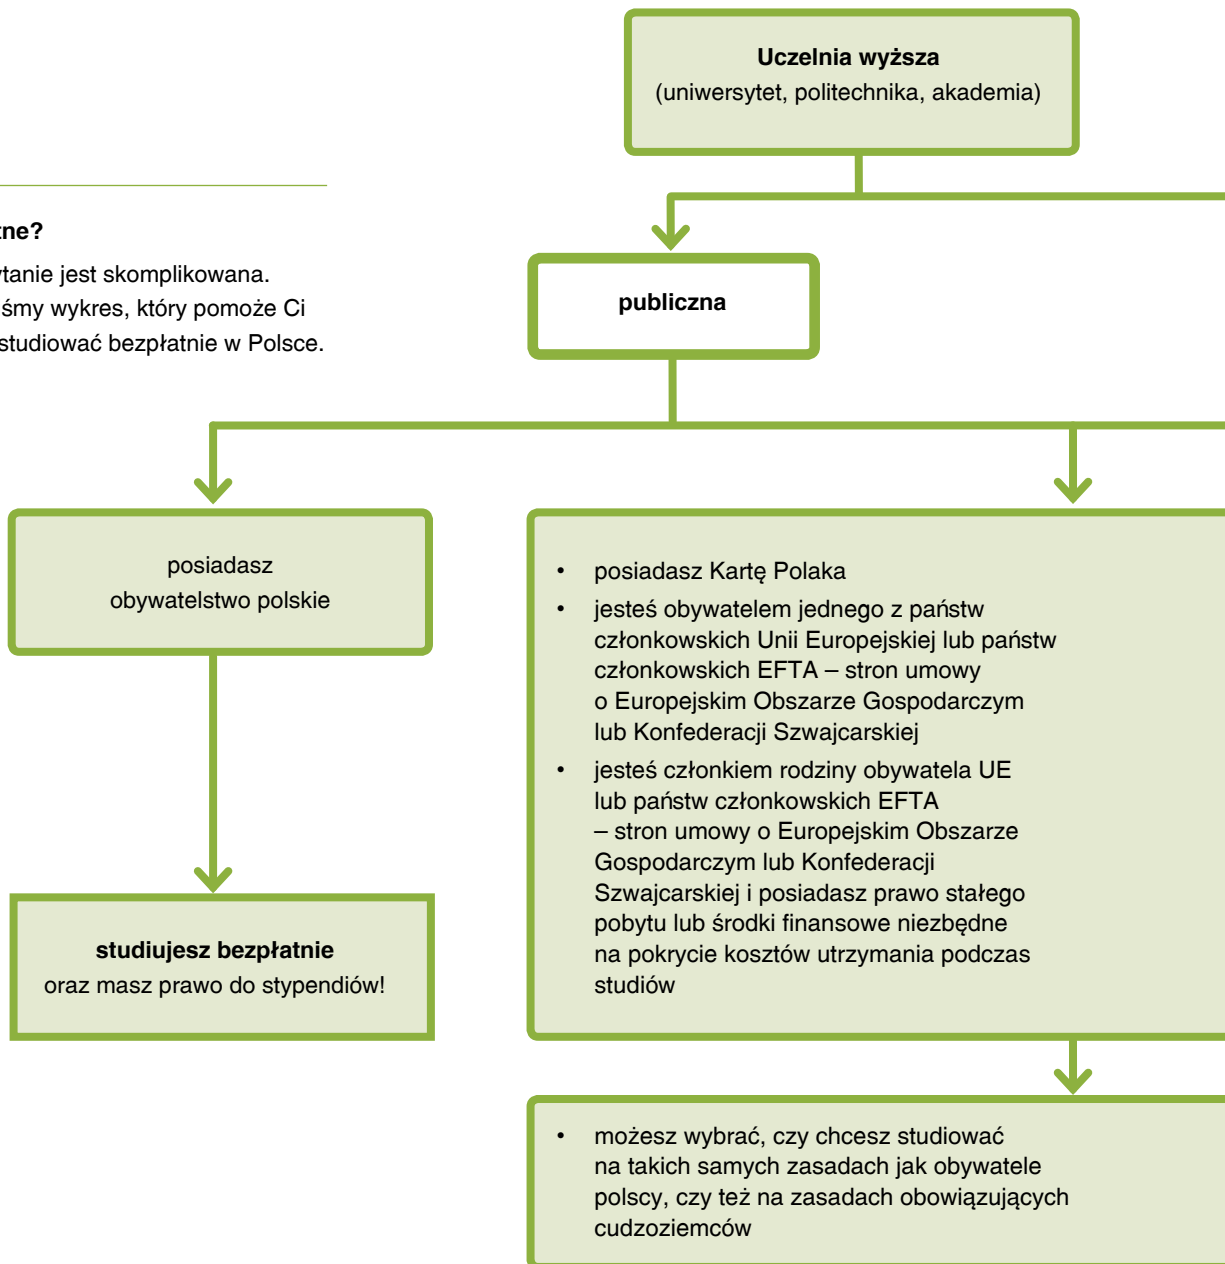 Uczelnia wyższa
(uniwersytet, politechnika, akademia)
tne?
ytanie jest skomplikowana.
iśmy wykres, który pomoże Ci
studiować bezpłatnie w Polsce.
publiczna
posiadasz
obywatelstwo polskie
studiujesz bezpłatnie
oraz masz prawo do stypendiów!
• posiadasz Kartę Polaka
• jesteś obywatelem jednego z państw
członkowskich Unii Europejskiej lub państw
członkowskich EFTA – stron umowy
o Europejskim Obszarze Gospodarczym
lub Konfederacji Szwajcarskiej
• jesteś członkiem rodziny obywatela UE
lub państw członkowskich EFTA
– stron umowy o Europejskim Obszarze
Gospodarczym lub Konfederacji
Szwajcarskiej i posiadasz prawo stałego
pobytu lub środki finansowe niezbędne
na pokrycie kosztów utrzymania podczas
studiów
• możesz wybrać, czy chcesz studiować
na takich samych zasadach jak obywatele
polscy, czy też na zasadach obowiązujących
cudzoziemców